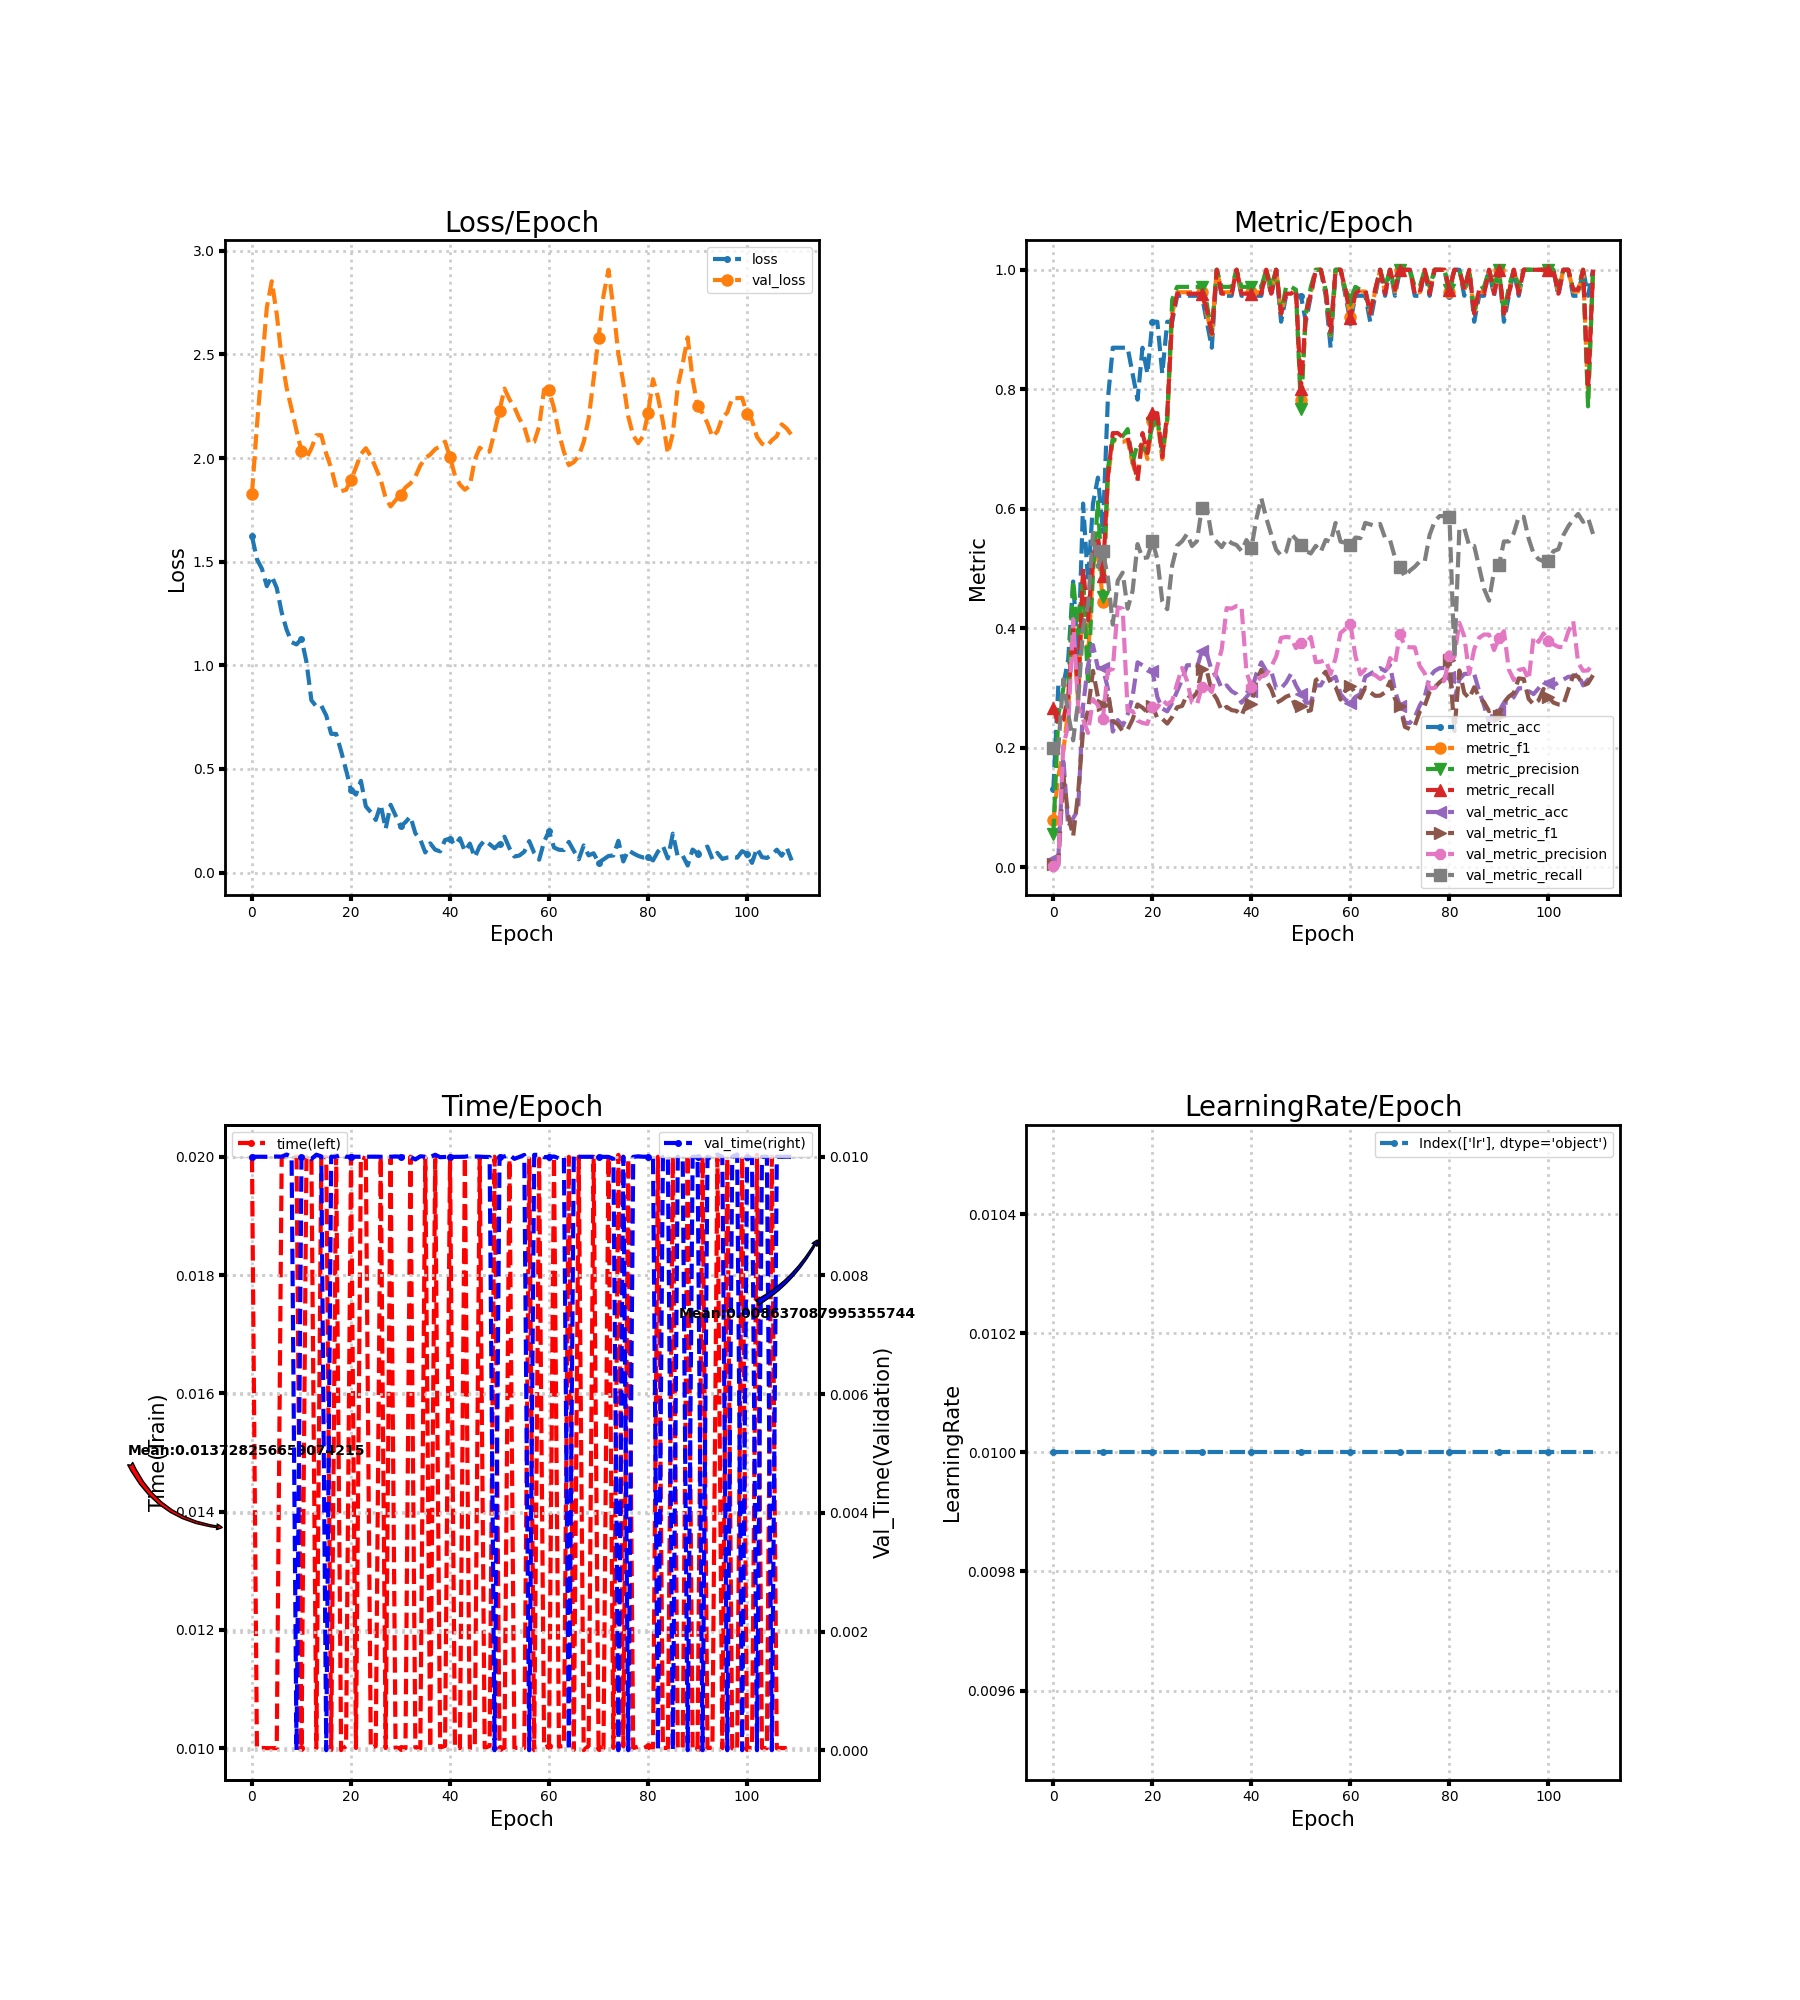 Loss/Epoch
3.0
2.5
2.0
1.5
1.0
0.5
0.0
Loss
loss
val_loss
0 20 40 60 80 100
Epoch
Metric/Epoch
1.0
0.8
0.6
0.4
0.2
0.0
Metric
metric_acc
metric_f1
metric_precision
metric_recall
val_metric_acc
val_metric_f1
val_metric_precision
val_metric_recall
0 20 40 60 80 100
Epoch
Time/Epoch
time(left)
val_time(right)
0.020
0.018
0.016
0.014
0.012
0.010
Time(Train)
0.010
0.008
0.006
0.004
0.002
0.000
Val_Time(Validation)
Mean:0.008637087995355744
0 20 40 60 80 100
Epoch
LearningRate/Epoch
Index(['lr'], dtype='object')
0.0104
0.0102
0.0100
0.0098
0.0096
LearningRate
0 20 40 60 80 100
Epoch